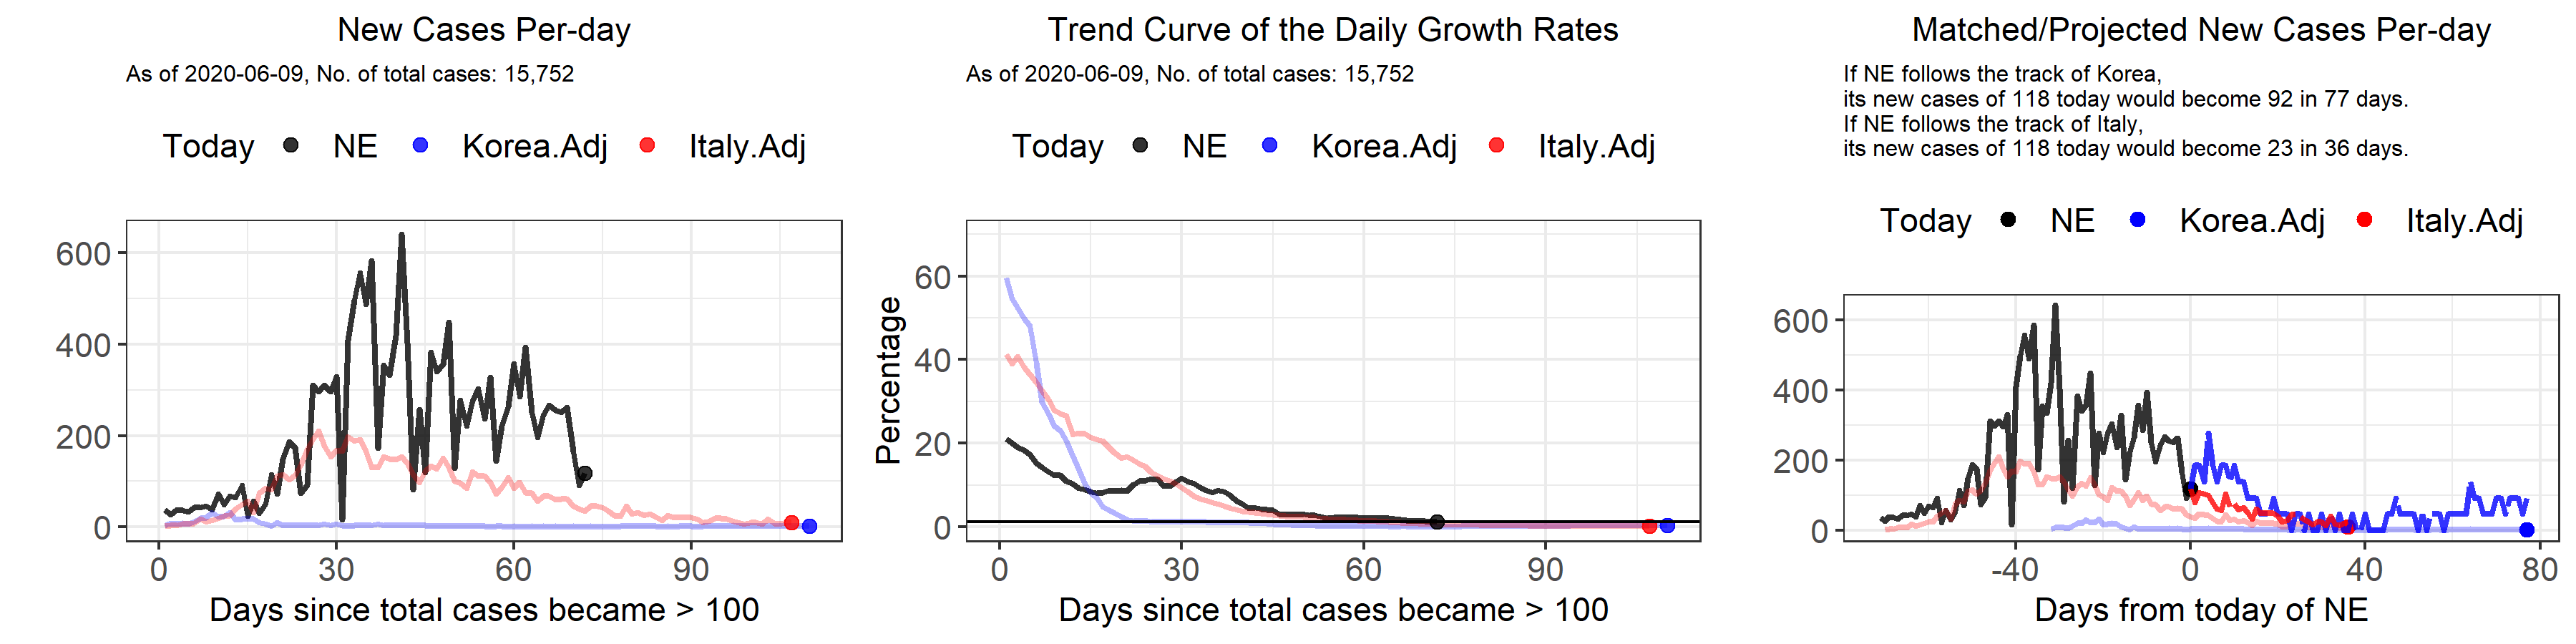 New Cases Per-day
As of 2020-06-09, No. of total cases: 15,752
Today NE Korea.Adj Italy.Adj
600
400
200
0
0 30 60 90
Days since total cases became > 100
Trend Curve of the Daily Growth Rates
As of 2020-06-09, No. of total cases: 15,752
Today NE Korea.Adj Italy.Adj
Percentage
60
40
20
0
0 30 60 90
Days since total cases became > 100
Matched/Projected New Cases Per-day
If NE follows the track of Korea,
its new cases of 118 today would become 92 in 77 days.
If NE follows the track of Italy,
its new cases of 118 today would become 23 in 36 days.
Today NE Korea.Adj Italy.Adj
600
400
200
0
-40 0 40 80
Days from today of NE